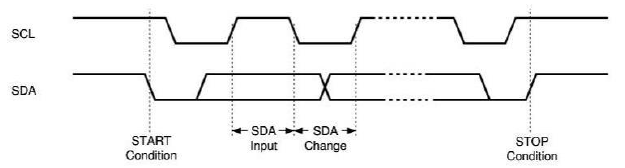 SCL
SDA
SDA
Input
SDA
Change
START
Condition
STOP
Condition